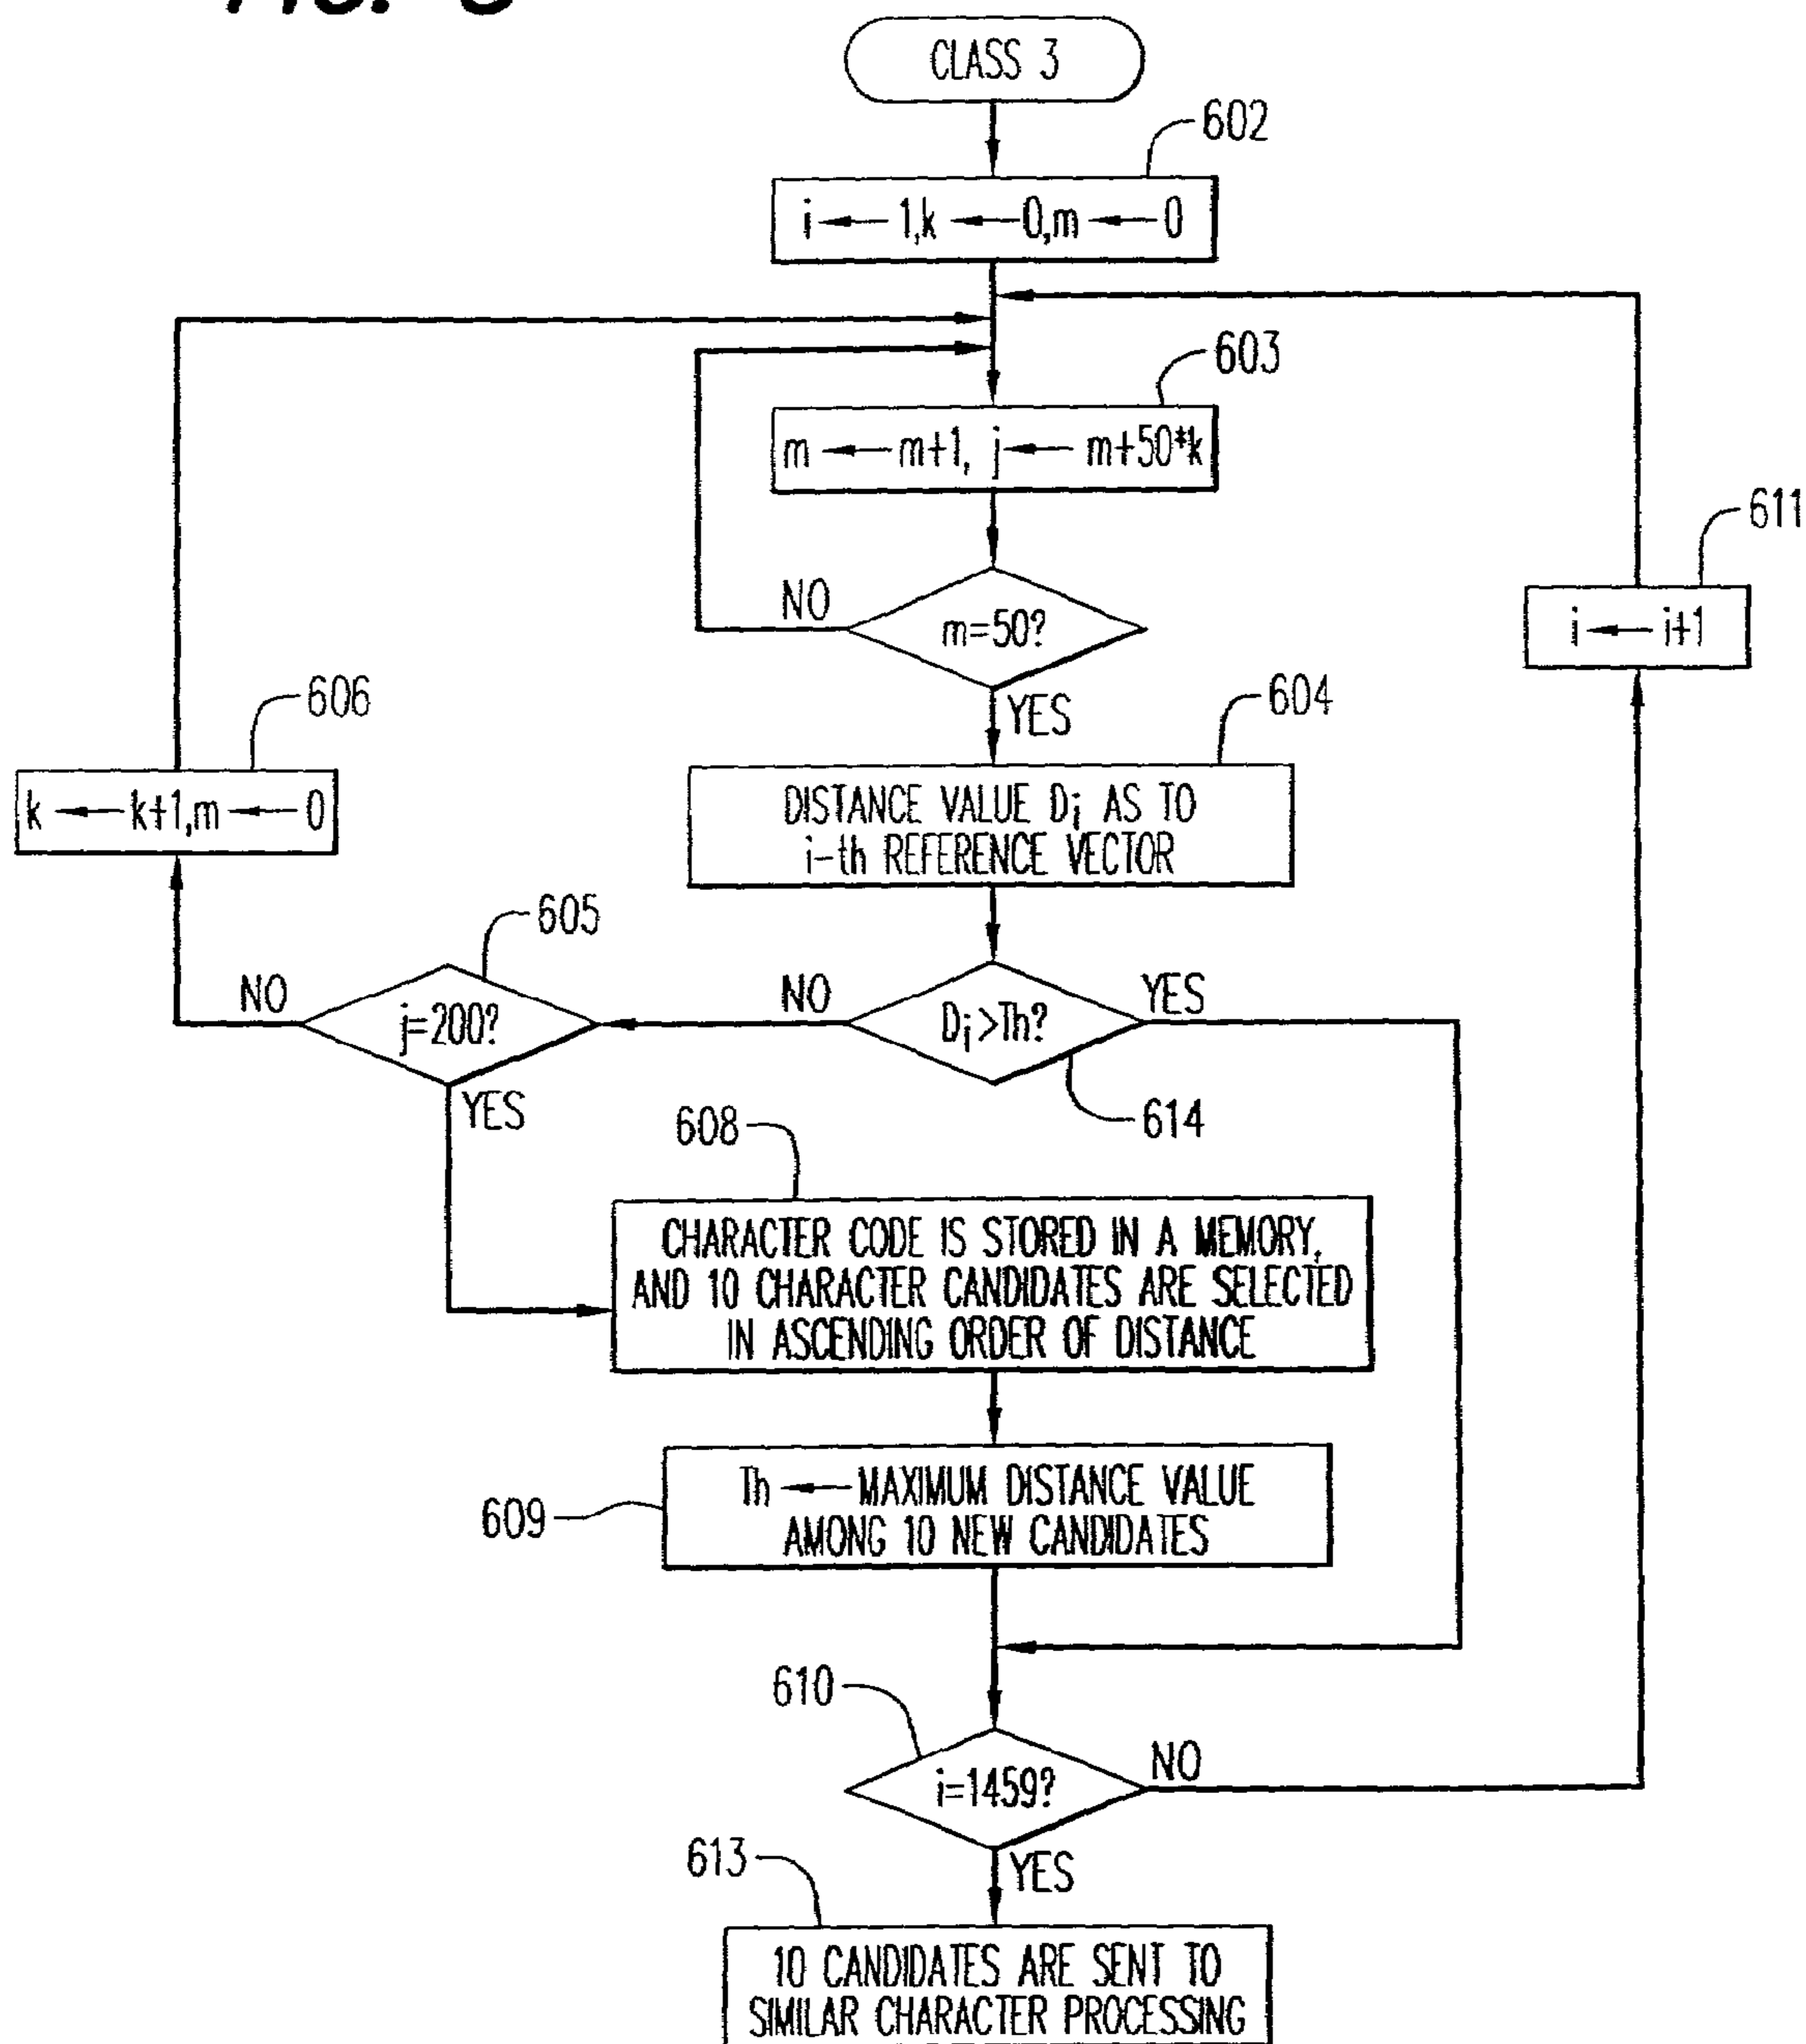 CLASS 3
602
i ← 1,k ← 0,m ← 0
603
m ← m+1, j ← m+50*k
611
NO
m=50?
i ← i+1
YES
606
604
k ← k+1,m ← 0
DISTANCE VALUE Di AS TO
i-th REFERENCE VECTOR
605
NO
j=200?
NO
Di>Th?
YES
YES
614
608
CHARACTER CODE IS STORED IN A MEMORY,
AND 10 CHARACTER CANDIDATES ARE SELECTED
IN ASCENDING ORDER OF DISTANCE
Th ← MAXIMUM DISTANCE VALUE
AMONG 10 NEW CANDIDATES
609
610
i=1459?
NO
613
YES
10 CANDIDATES ARE SENT TO
SIMILAR CHARACTER PROCESSING